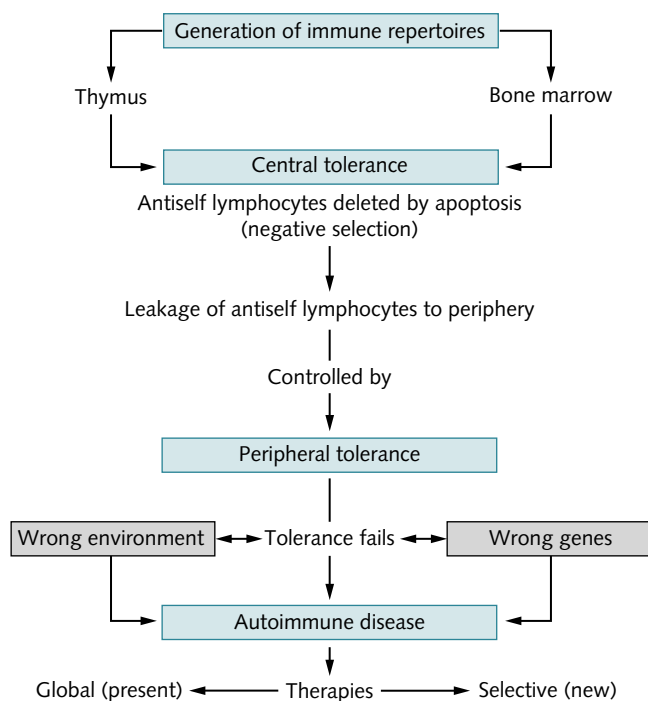 Generation of immune repertoires
Thymus
Bone marrow
Central tolerance
Antiself lymphocytes deleted by apoptosis
(negative selection)
Leakage of antiself lymphocytes to periphery
Controlled by
Peripheral tolerance
Wrong environment
Tolerance fails
Wrong genes
Autoimmune disease
Global (present)
Therapies
Selective (new)